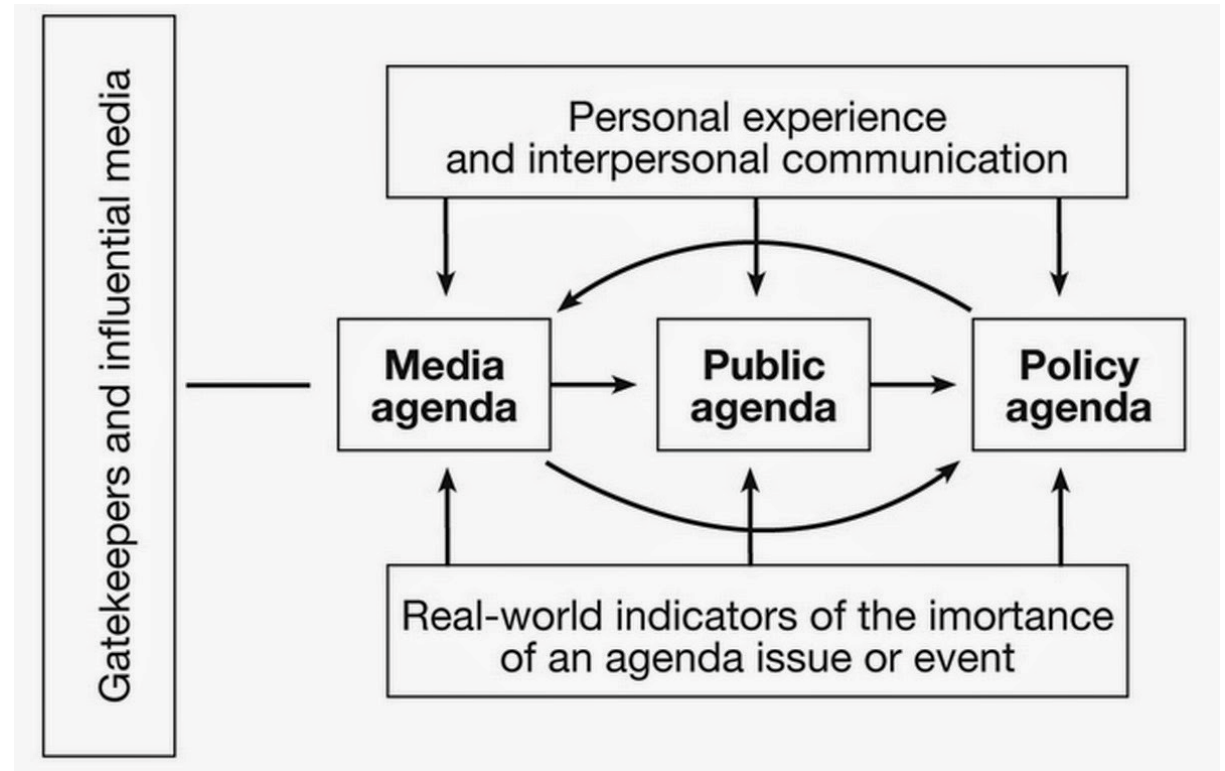 Gatekeepers and influential media
Personal experience
and interpersonal communication
Media
agenda
Public
agenda
Policy
agenda
Real-world indicators of the imortance
of an agenda issue or event